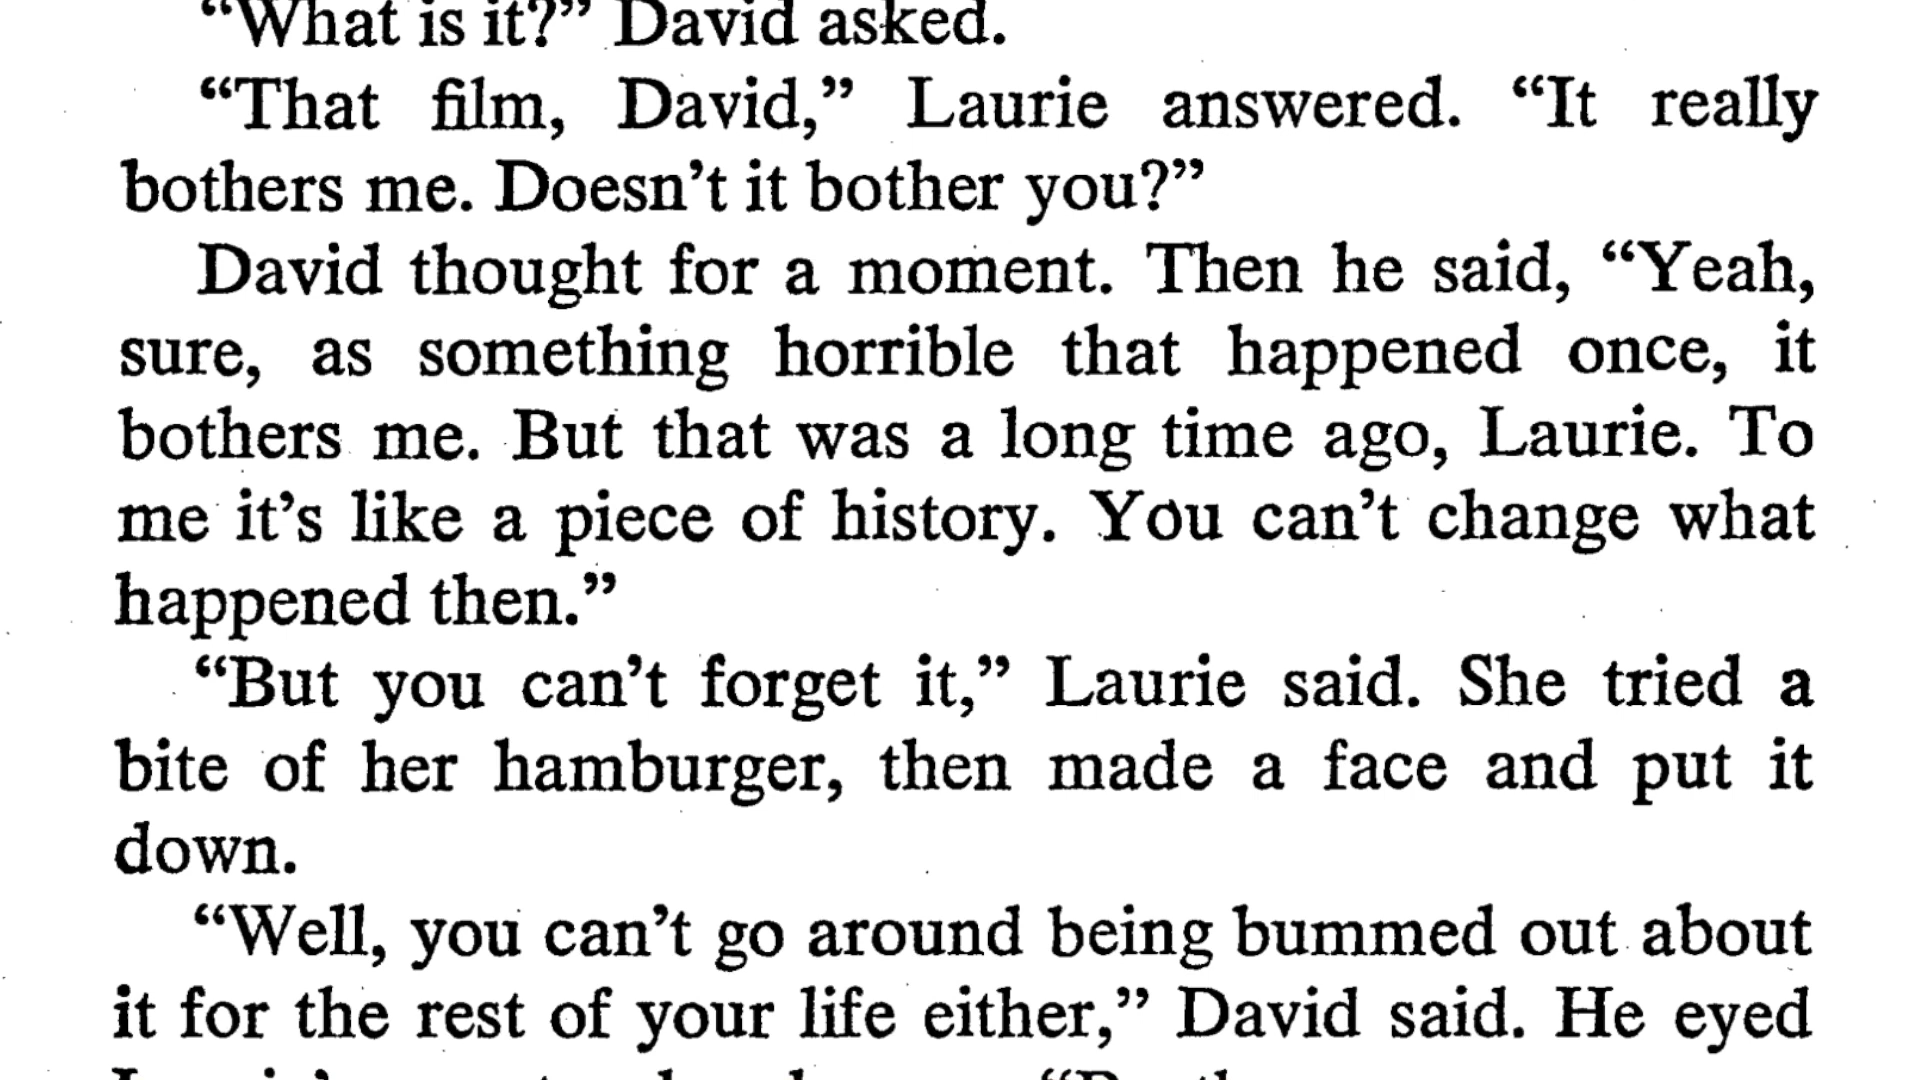 “What is it?” David asked.
“That film, David,” Laurie answered. “It really
bothers me. Doesn’t it bother you?”
David thought for a moment. Then he said, “Yeah,
sure, as something horrible that happened once, it
bothers me. But that was a long time ago, Laurie. To
me it’s like a piece of history. You can’t change what
happened then.”
“But you can’t forget it,” Laurie said. She tried a
bite of her hamburger, then made a face and put it
down.
“Well, you can’t go around being bummed out about
it for the rest of your life either,” David said. He eyed